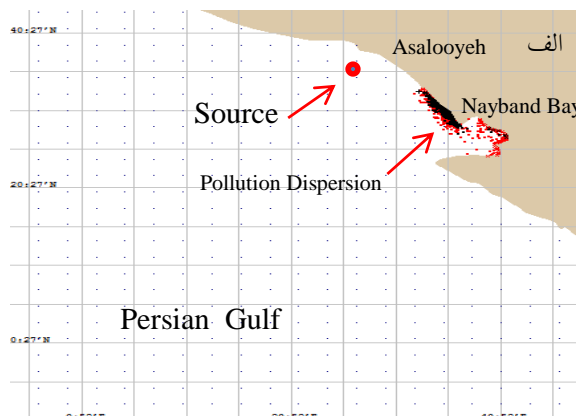 40:27'N
Asalooyeh
الف
Source
Nayband Bay
Pollution Dispersion
20:27'N
Persian Gulf
0:27'N